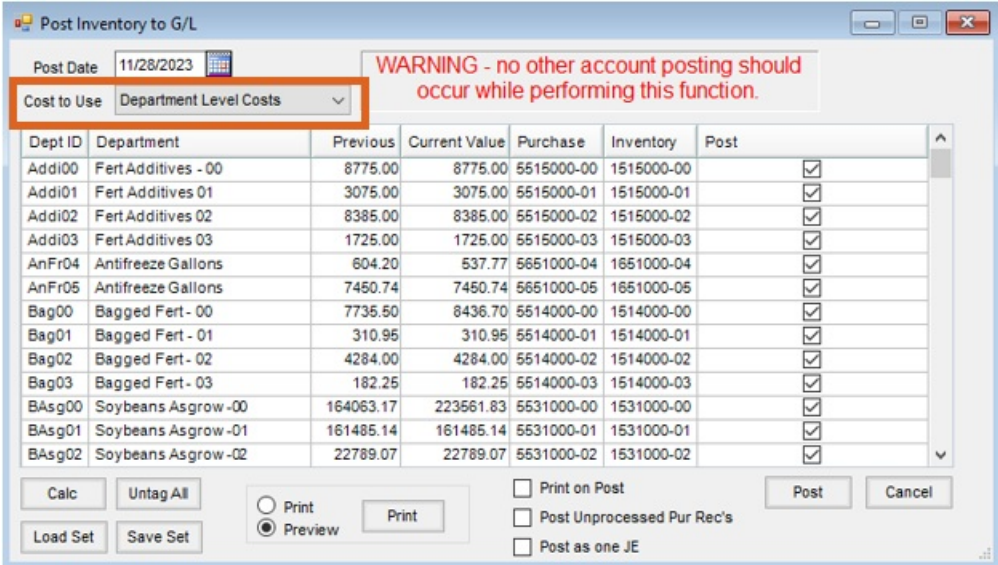 Post Inventory to G/L
Post Date 11/28/2023
WARNING - no other account posting should
occur while performing this function.
Cost to Use Department Level Costs
Dept ID Department Previous Current Value Purchase Inventory Post
Addi00 Fert Additives - 00 8775.00 8775.00 5515000-00 1515000-00
Addi01 Fert Additives 01 3075.00 3075.00 5515000-01 1515000-01
Addi02 Fert Additives 02 8385.00 8385.00 5515000-02 1515000-02
Addi03 Fert Additives 03 1725.00 1725.00 5515000-03 1515000-03
AnFr04 Antifreeze Gallons 604.20 537.77 5651000-04 1651000-04
AnFr05 Antifreeze Gallons 7450.74 7450.74 5651000-05 1651000-05
Bag00 Bagged Fert - 00 7735.50 8436.70 5514000-00 1514000-00
Bag01 Bagged Fert - 01 310.95 310.95 5514000-01 1514000-01
Bag02 Bagged Fert - 02 4284.00 4284.00 5514000-02 1514000-02
Bag03 Bagged Fert - 03 182.25 182.25 5514000-03 1514000-03
BAsg00 Soybeans Asgrow -00 164063.17 223561.83 5531000-00 1531000-00
BAsg01 Soybeans Asgrow -01 161485.14 161485.14 5531000-01 1531000-01
BAsg02 Soybeans Asgrow -02 22789.07 22789.07 5531000-02 1531000-02
Calc Untag All
Load Set Save Set
Print
Preview
Print
Print on Post
Post Unprocessed Pur Rec's
Post as one JE
Post Cancel